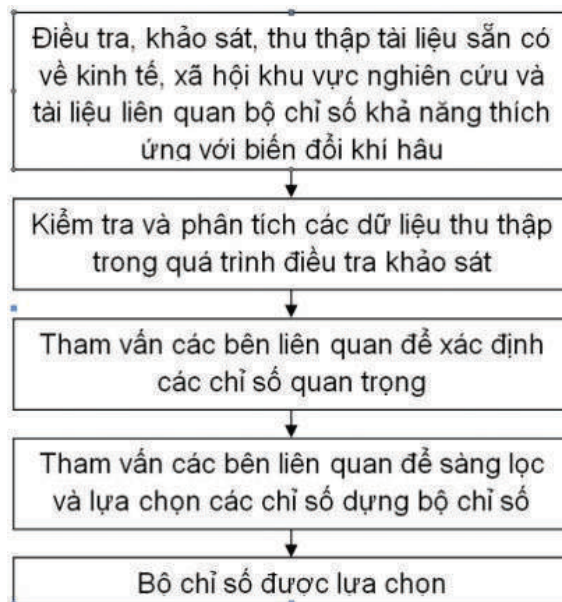 Điều tra, khảo sát, thu thập tài liệu sẵn có
về kinh tế, xã hội khu vực nghiên cứu và
tài liệu liên quan bộ chỉ số khả năng thích
ứng với biến đổi khí hâu
Kiểm tra và phân tích các dữ liệu thu thập
trong quá trình điều tra khảo sát
Tham vấn các bên liên quan để xác định
các chỉ số quan trọng
Tham vấn các bên liên quan để sàng lọc
và lựa chọn các chỉ số dựng bộ chỉ số
Bộ chỉ số được lựa chọn